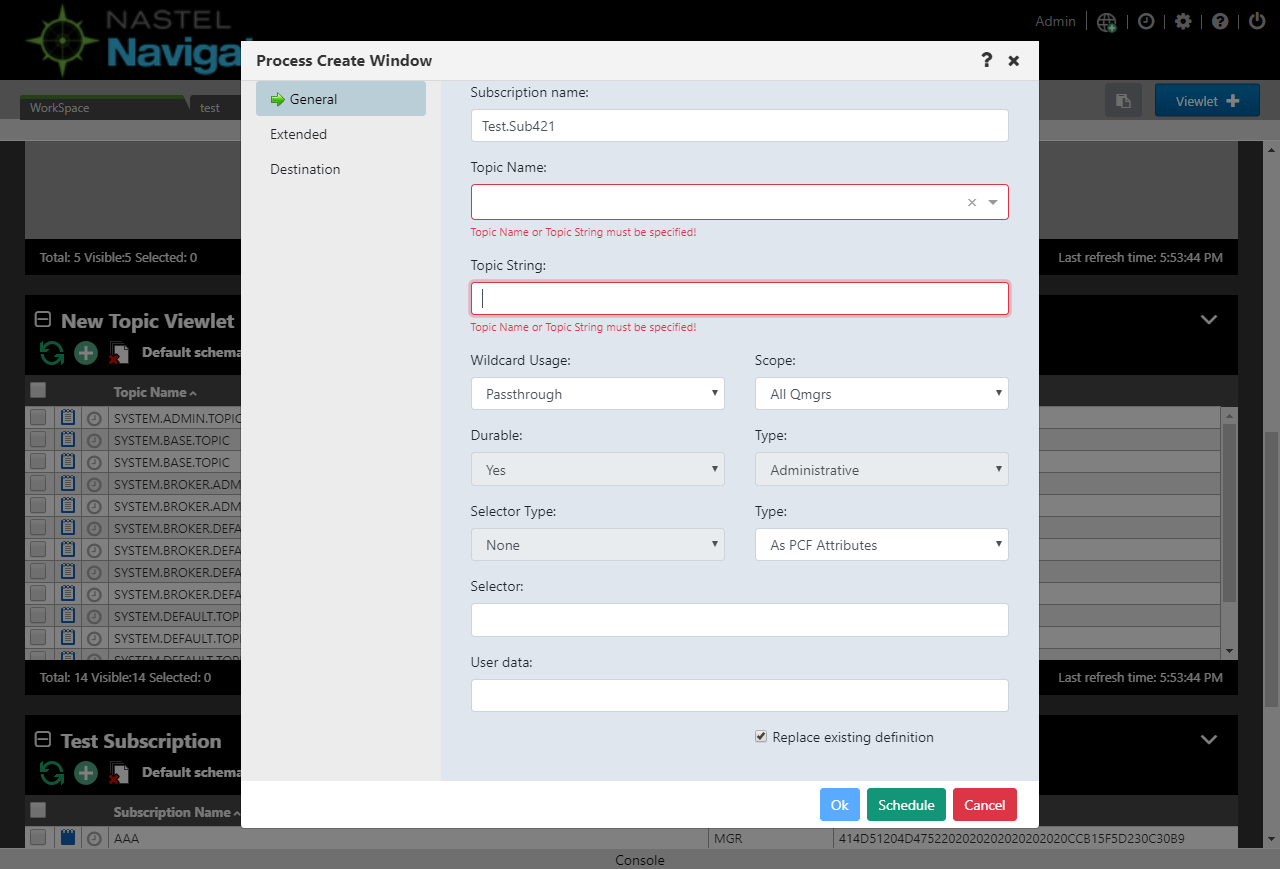 NASTEL
Naviga
Admin
WorkSpace
test
Viewlet
Process Create Window
General
Extended
Destination
Subscription name:
Test.Sub421
Topic Name:
Topic Name or Topic String must be specified!
Topic String:
Topic Name or Topic String must be specified!
Wildcard Usage: Scope:
Passthrough All Qmgrs
Durable: Type:
Yes Administrative
Selector Type: Type:
None As PCF Attributes
Selector:
User data:
Replace existing definition
Ok Schedule Cancel
Total: 5 Visible:5 Selected: 0
Last refresh time: 5:53:44 PM
New Topic Viewlet
Default schema
Topic Name
SYSTEM.ADMIN.TOPIC
SYSTEM.BASE.TOPIC
SYSTEM.BASE.TOPIC
SYSTEM.BROKER.ADM
SYSTEM.BROKER.ADM
SYSTEM.BROKER.DEFA
SYSTEM.BROKER.DEFA
SYSTEM.BROKER.DEFA
SYSTEM.BROKER.DEFA
SYSTEM.DEFAULT.TOP
SYSTEM.DEFAULT.TOP
SYSTEM.DEFAULT.TOP
Total: 14 Visible:14 Selected: 0
Last refresh time: 5:53:44 PM
Test Subscription
Default schema
Subscription Name
AAA MGR 414D51204D4752202020202020202020CCB15F5D230C30B9
Console